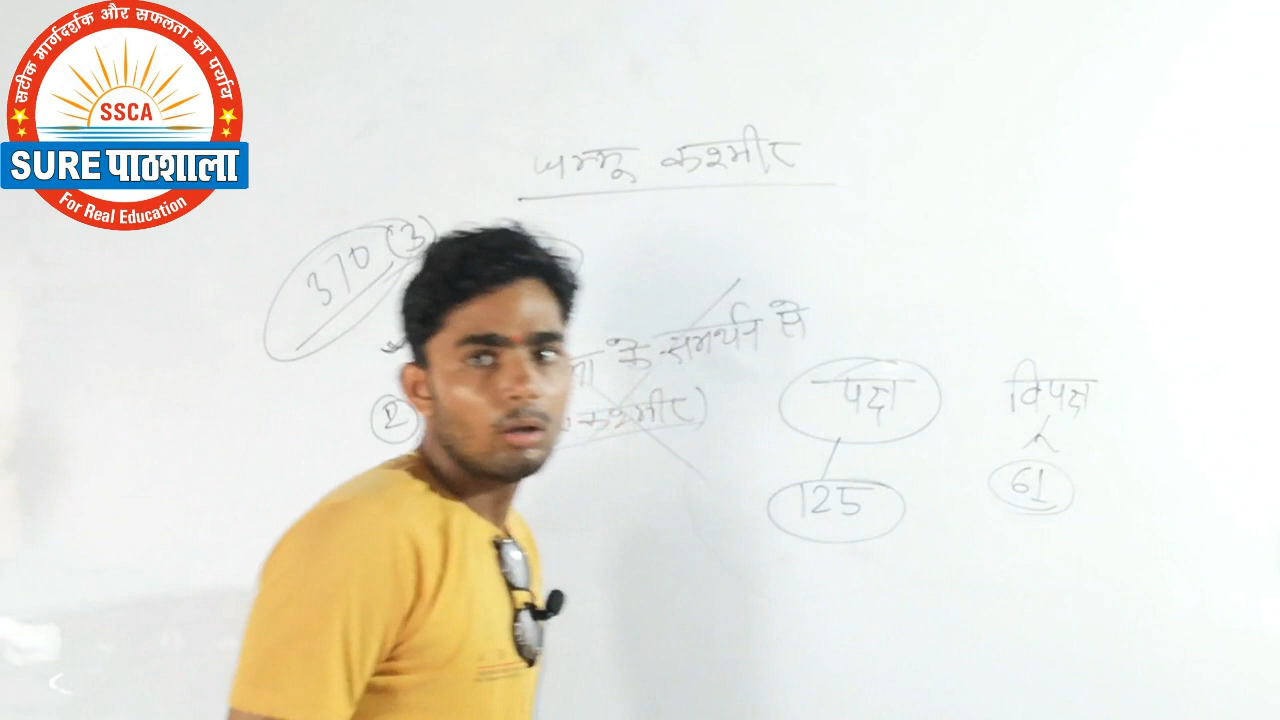 सटीक मार्गदर्शक और सफलता का पर्याय
SSCA
SURE पाठशाला
For Real Education
जम्मू कश्मीर
370 (3)
के समर्थन से
2 कश्मीर)
पक्ष विपक्ष
125 61